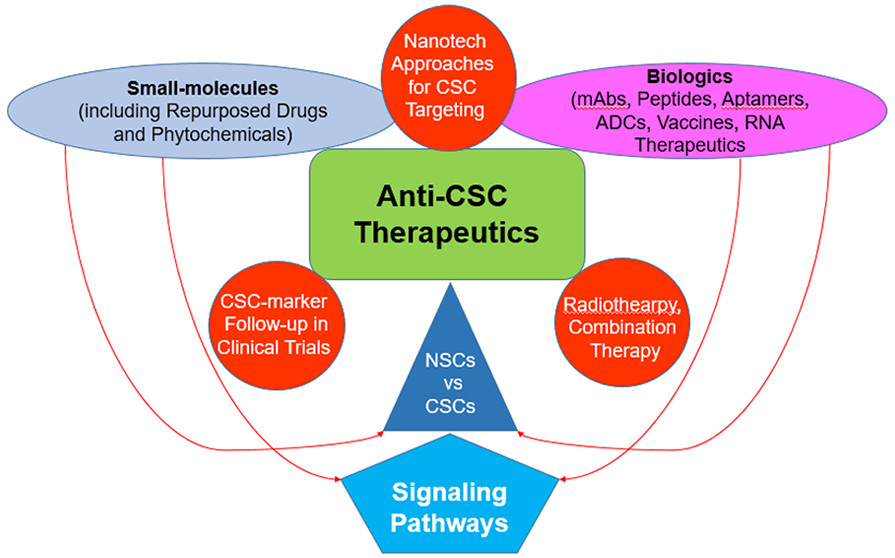 Nanotech
Approaches
for CSC
Targeting
Small-molecules
(including Repurposed Drugs
and Phytochemicals)
Biologics
(mAbs, Peptides, Aptamers,
ADCs, Vaccines, RNA
Therapeutics
Anti-CSC
Therapeutics
CSC-marker
Follow-up in
Clinical Trials
Radiothearpy,
Combination
Therapy
NSCs
vs
CSCs
Signaling
Pathways